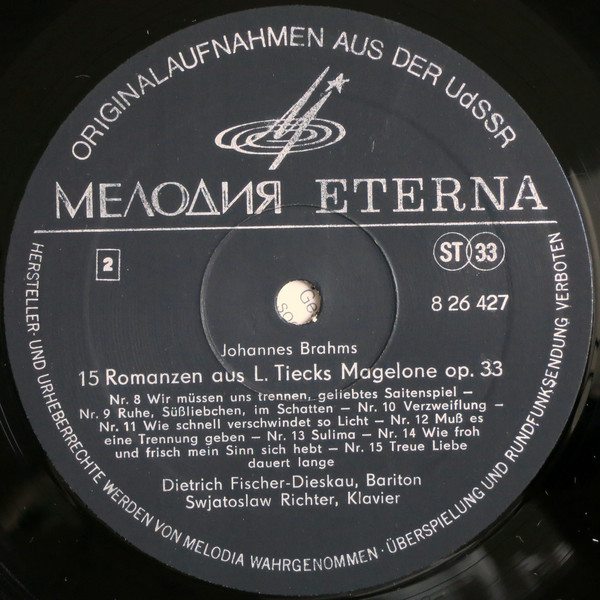 ORIGINALAUFNAHMEN AUS DER UdSSR
МЕЛОДИЯ ETERNA
2
ST 33
8 26 427
Johannes Brahms
15 Romanzen aus L. Tiecks Magelone op. 33
Nr. 8 Wir müssen uns trennen, geliebtes Saitenspiel –
Nr. 9 Ruhe, Süßliebchen, im Schatten – Nr. 10 Verzweiflung –
Nr. 11 Wie schnell verschwindet so Licht – Nr. 12 Muß es
eine Trennung geben – Nr. 13 Sulima – Nr. 14 Wie froh
und frisch mein Sinn sich hebt – Nr. 15 Treue Liebe
dauert lange
Dietrich Fischer-Dieskau, Bariton
Swjatoslaw Richter, Klavier
HERSTELLER- UND URHEBERRECHTE WERDEN VON MELODIA WAHRGENOMMEN · ÜBERSPIELUNG UND RUNDFUNKSENDUNG VERBOTEN